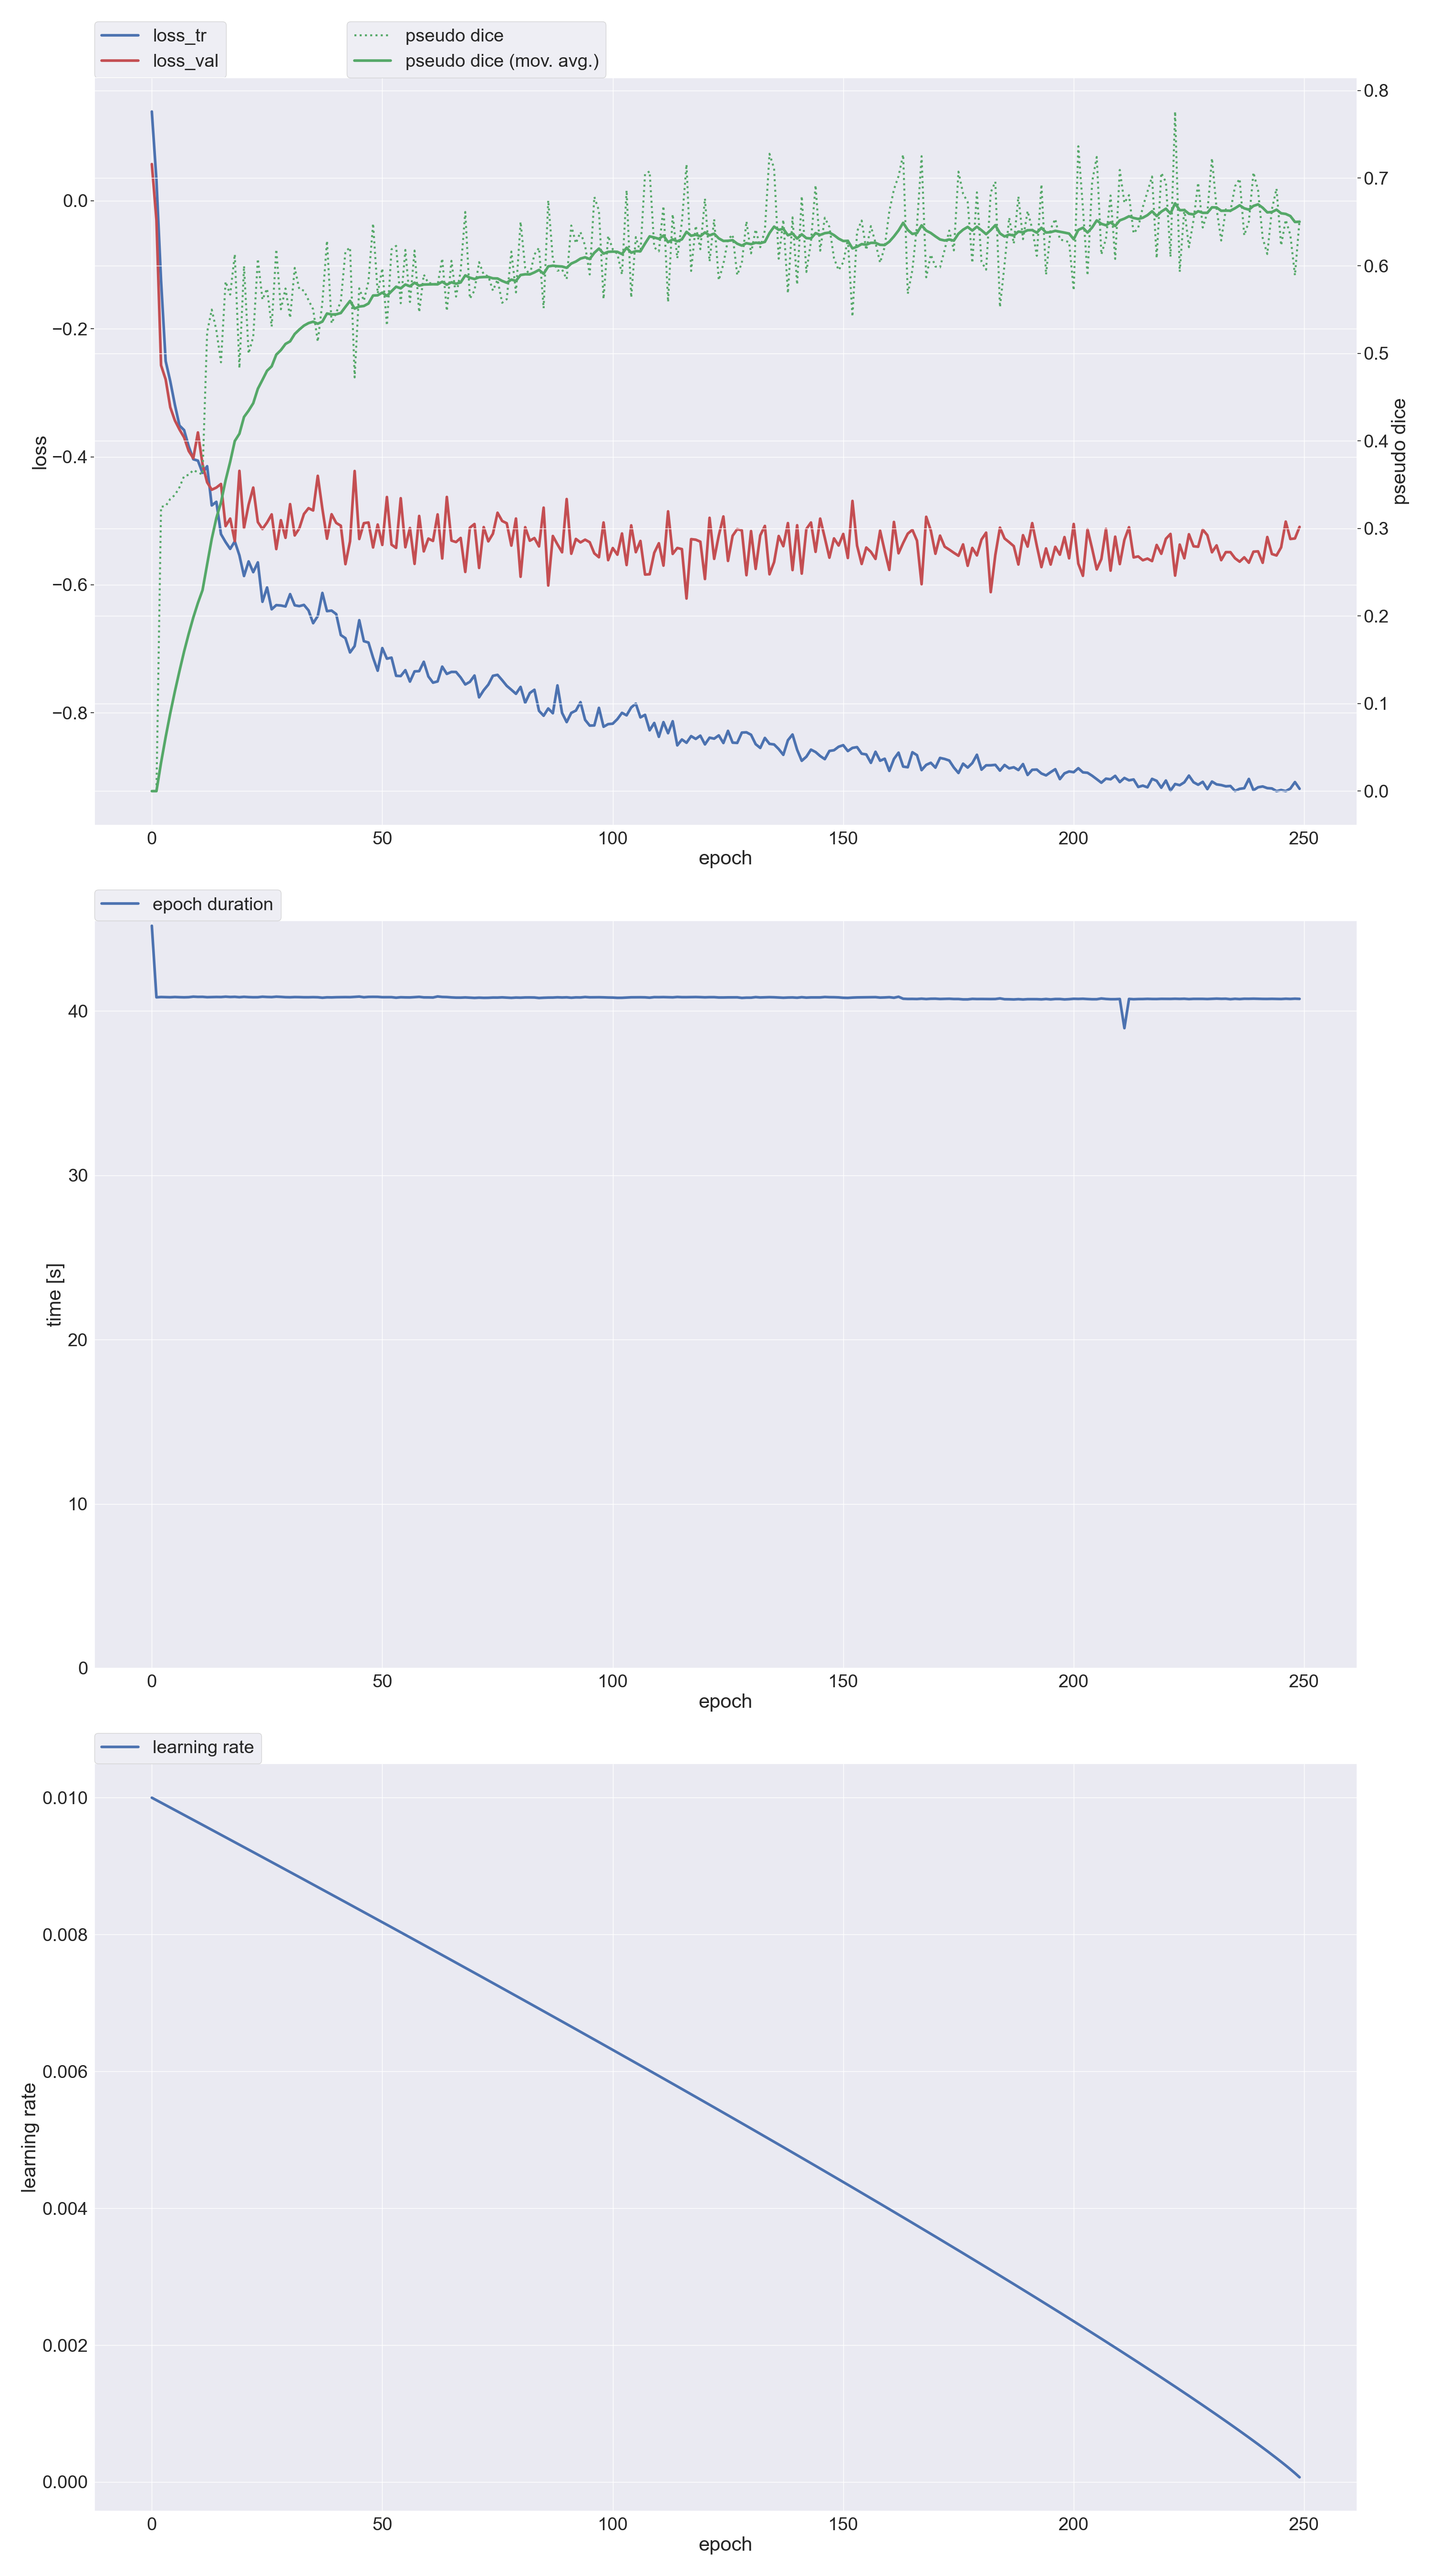 loss_tr
loss_val
pseudo dice
pseudo dice (mov. avg.)
0.8
0.7
0.6
0.5
0.4
0.3
0.2
0.1
0.0
0.0
−0.2
−0.4
−0.6
−0.8
loss
pseudo dice
0 50 100 150 200 250
epoch
epoch duration
40
30
20
10
0
time [s]
0 50 100 150 200 250
epoch
learning rate
0.010
0.008
0.006
0.004
0.002
0.000
learning rate
0 50 100 150 200 250
epoch